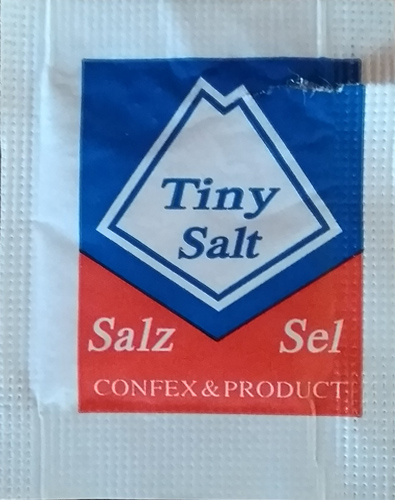 Tiny
Salt
Salz Sel
CONFEX & PRODUCT